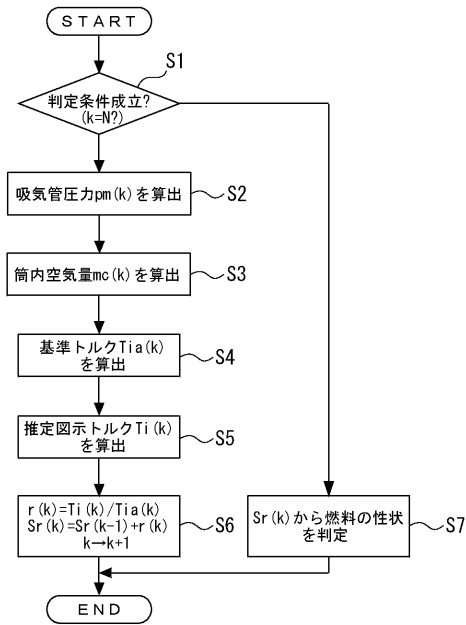 START
S1
判定条件成立?
(k=N?)
吸気管圧力pm(k)を算出
S2
筒内空気量mc(k)を算出
S3
基準トルクTia(k)
を算出
S4
推定図示トルクTi(k)
を算出
S5
r(k)=Ti(k)/Tia(k)
Sr(k)=Sr(k-1)+r(k)
k→k+1
S6
Sr(k)から燃料の性状
を判定
S7
END